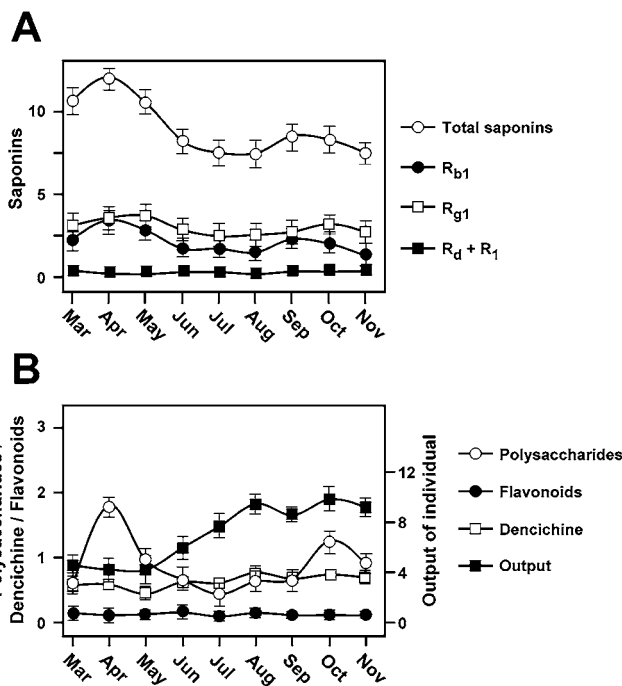 A
Saponins
10
5
0
Mar Apr May Jun Jul Aug Sep Oct Nov
Total saponins
Rb1
Rg1
Rd + R1
B
Dencichine / Flavonoids
3
2
1
0
Output of individual
12
8
4
0
Mar Apr May Jun Jul Aug Sep Oct Nov
Polysaccharides
Flavonoids
Dencichine
Output